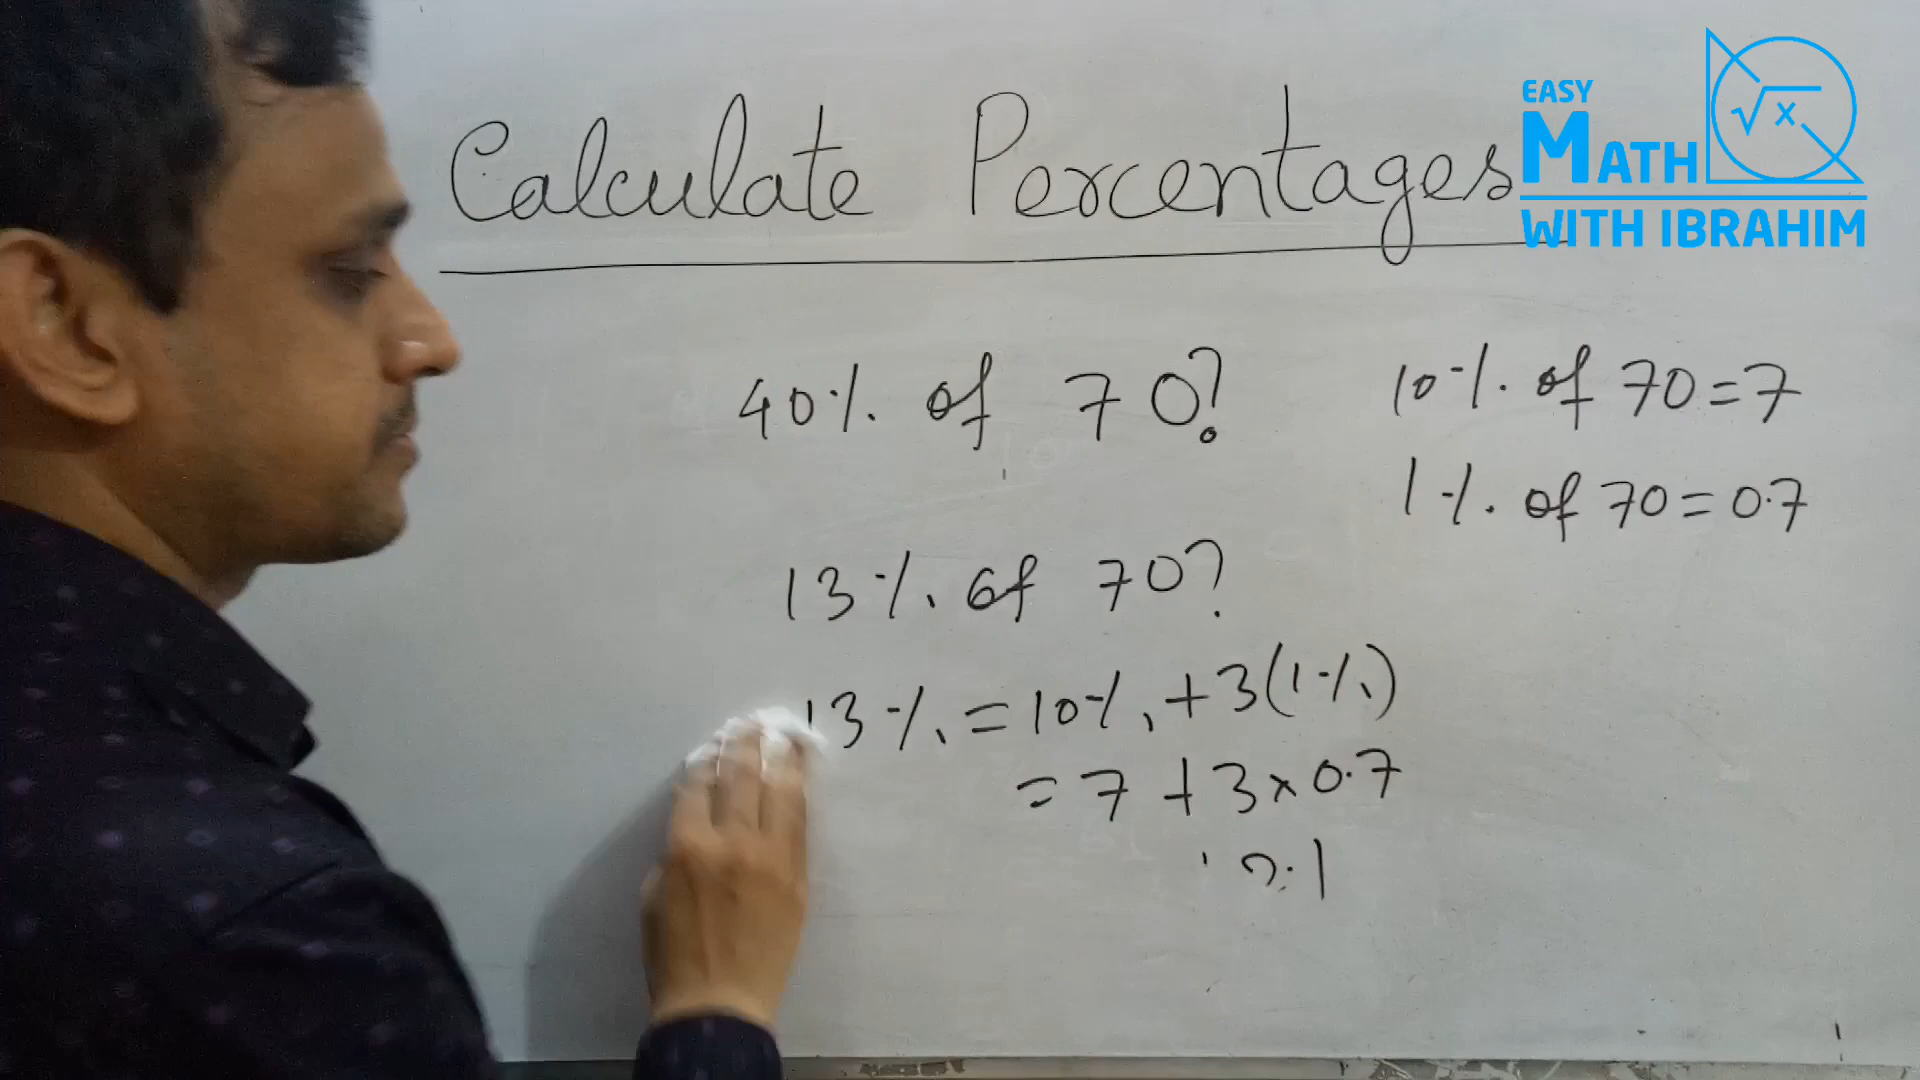 Calculate Percentages
EASY
MATH
√x
WITH IBRAHIM
40% of 70?
10% of 70=7
1% of 70=0.7
13% of 70?
13%=10%+3(1%)
=7+3×0.7